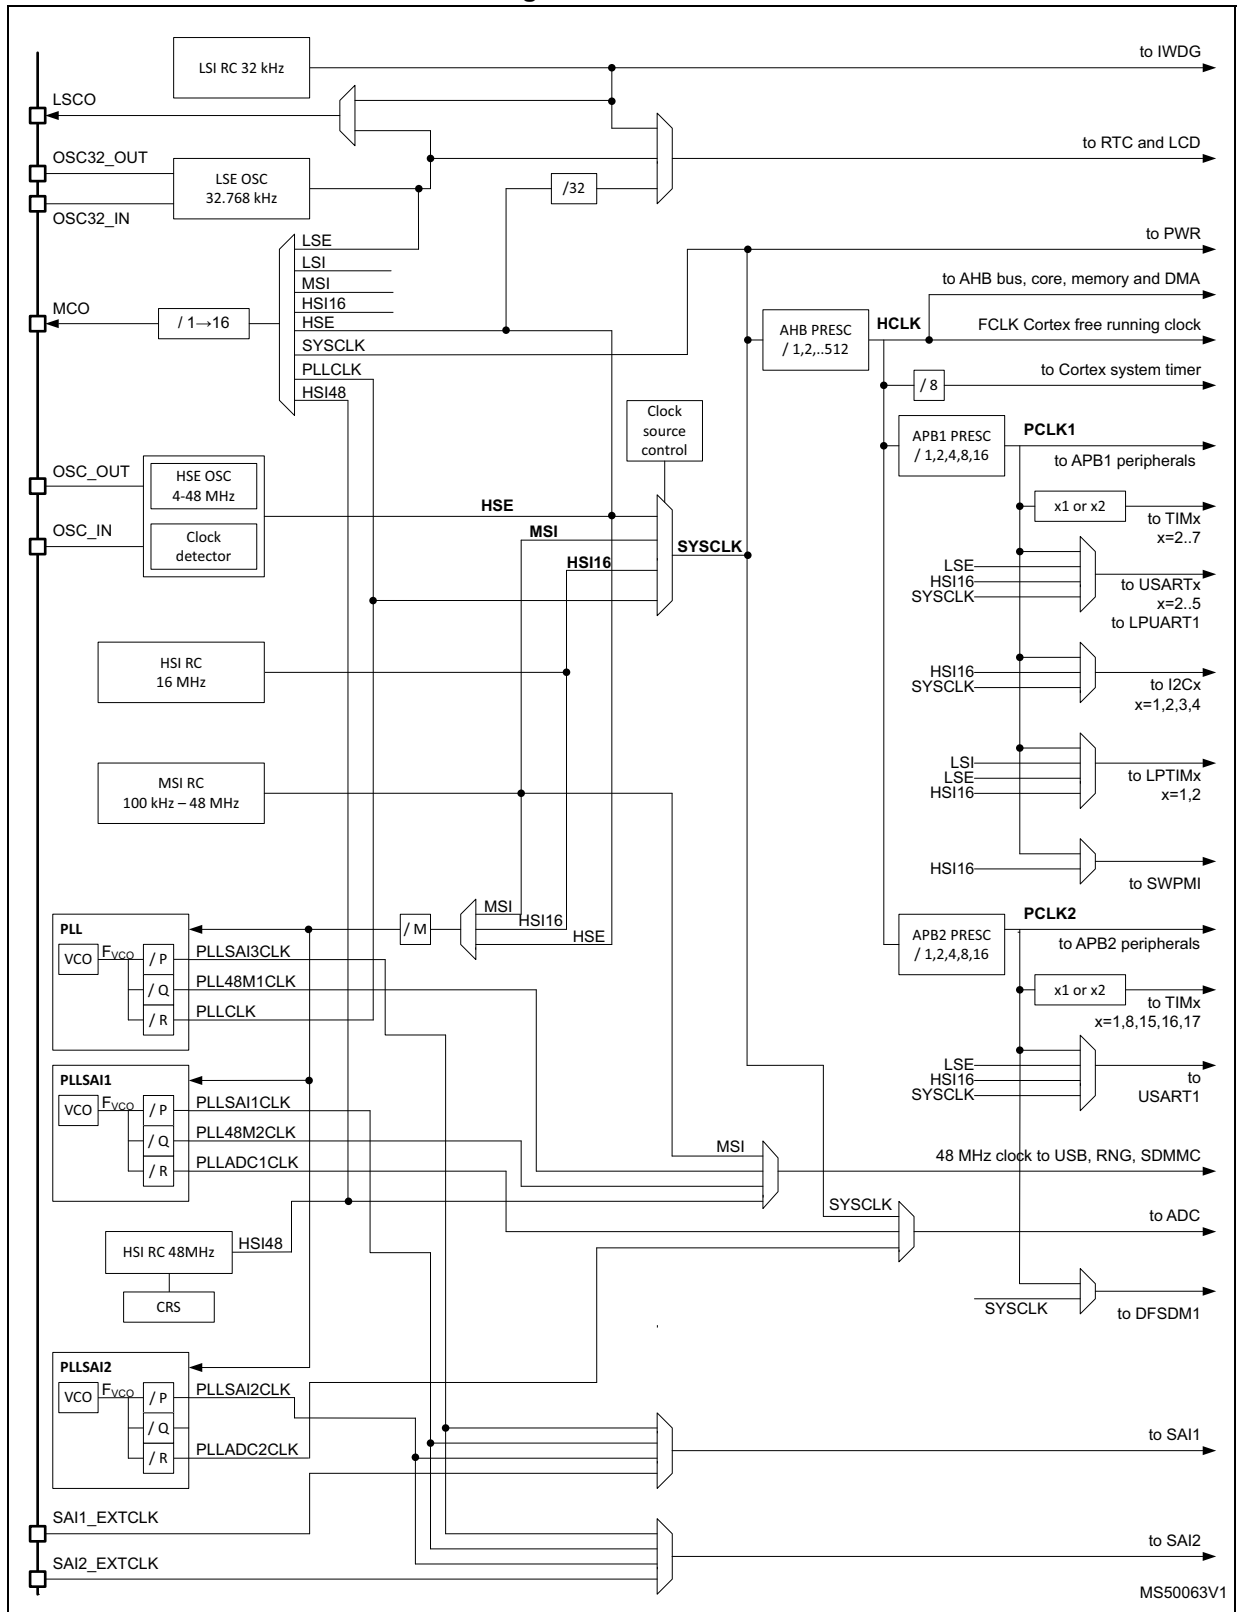 LSI RC 32 kHz
to IWDG
LSCO
to RTC and LCD
OSC32_OUT
LSE OSC
32.768 kHz
/32
OSC32_IN
to PWR
LSE
LSI
MSI
HSI16
HSE
SYSCLK
PLLCLK
HSI48
MCO
/ 1→16
to AHB bus, core, memory and DMA
AHB PRESC
/ 1,2,..512
HCLK
FCLK Cortex free running clock
/ 8
to Cortex system timer
Clock
source
control
APB1 PRESC
/ 1,2,4,8,16
PCLK1
to APB1 peripherals
OSC_OUT
HSE OSC
4-48 MHz
OSC_IN
Clock
detector
HSE
MSI
HSI16
SYSCLK
x1 or x2
to TIMx
x=2..7
LSE
HSI16
SYSCLK
to USARTx
x=2..5
to LPUART1
HSI RC
16 MHz
HSI16
SYSCLK
to I2Cx
x=1,2,3,4
MSI RC
100 kHz – 48 MHz
LSI
LSE
HSI16
to LPTIMx
x=1,2
HSI16
to SWPMI
MSI
HSI16
HSE
/ M
PLL
VCO
FVCO
/ P
/ Q
/ R
PLLSAI3CLK
PLL48M1CLK
PLLCLK
APB2 PRESC
/ 1,2,4,8,16
PCLK2
to APB2 peripherals
x1 or x2
to TIMx
x=1,8,15,16,17
LSE
HSI16
SYSCLK
to
USART1
PLLSAI1
VCO
FVCO
/ P
/ Q
/ R
PLLSAI1CLK
PLL48M2CLK
PLLADC1CLK
MSI
48 MHz clock to USB, RNG, SDMMC
SYSCLK
to ADC
HSI RC 48MHz
HSI48
CRS
SYSCLK
to DFSDM1
PLLSAI2
VCO
FVCO
/ P
/ Q
/ R
PLLSAI2CLK
PLLADC2CLK
to SAI1
SAI1_EXTCLK
to SAI2
SAI2_EXTCLK
MS50063V1